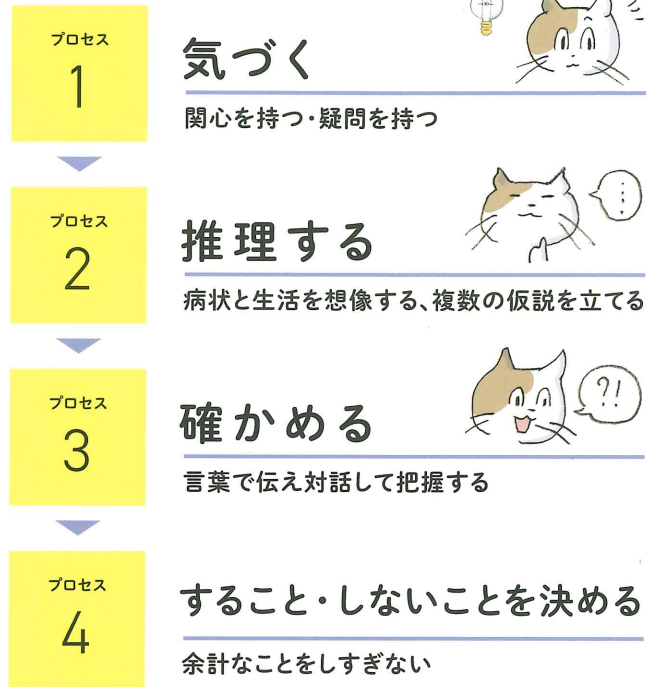 プロセス
1
気づく
関心を持つ・疑問を持つ
プロセス
2
推理する
病状と生活を想像する、複数の仮説を立てる
プロセス
3
確かめる
?!
言葉で伝え対話して把握する
プロセス
4
すること・しないことを決める
余計なことをしすぎない